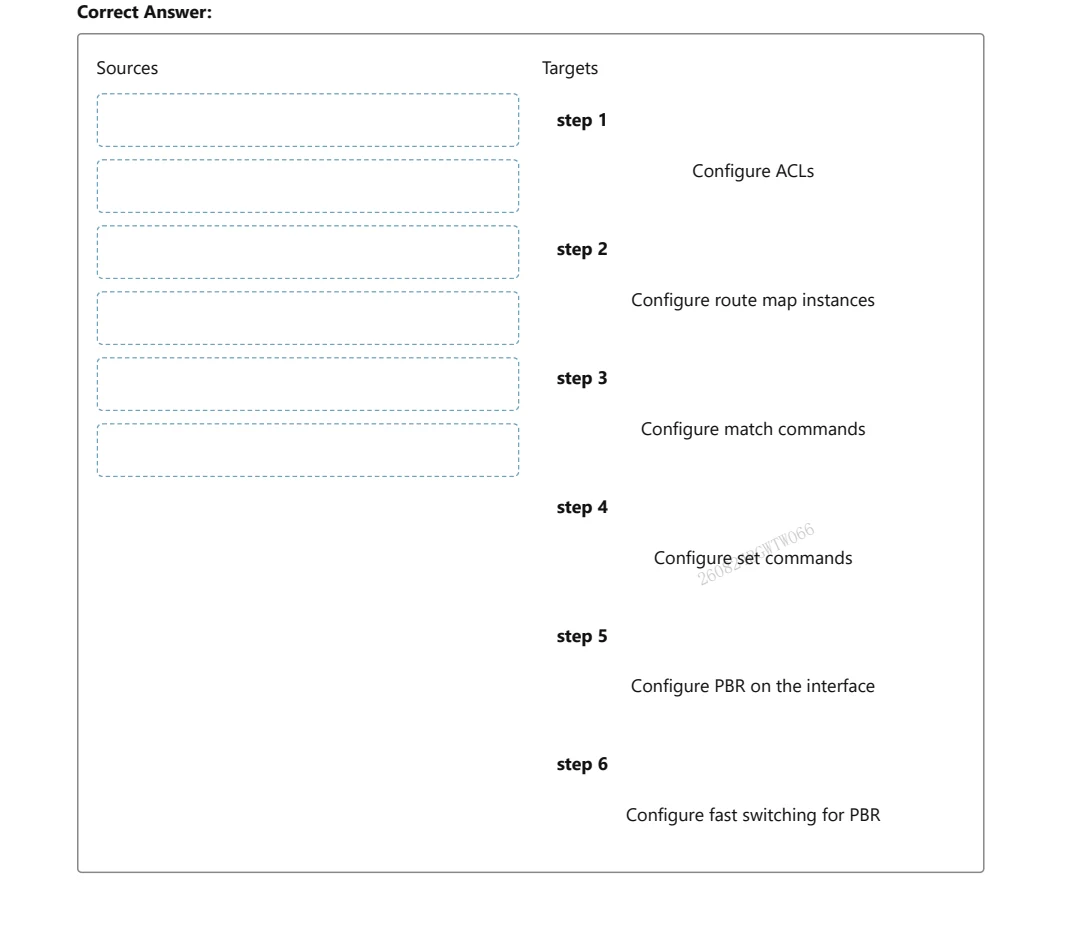 Correct Answer:
Sources
Targets
step 1
Configure ACLs
step 2
Configure route map instances
step 3
Configure match commands
step 4
Configure set commands
step 5
Configure PBR on the interface
step 6
Configure fast switching for PBR